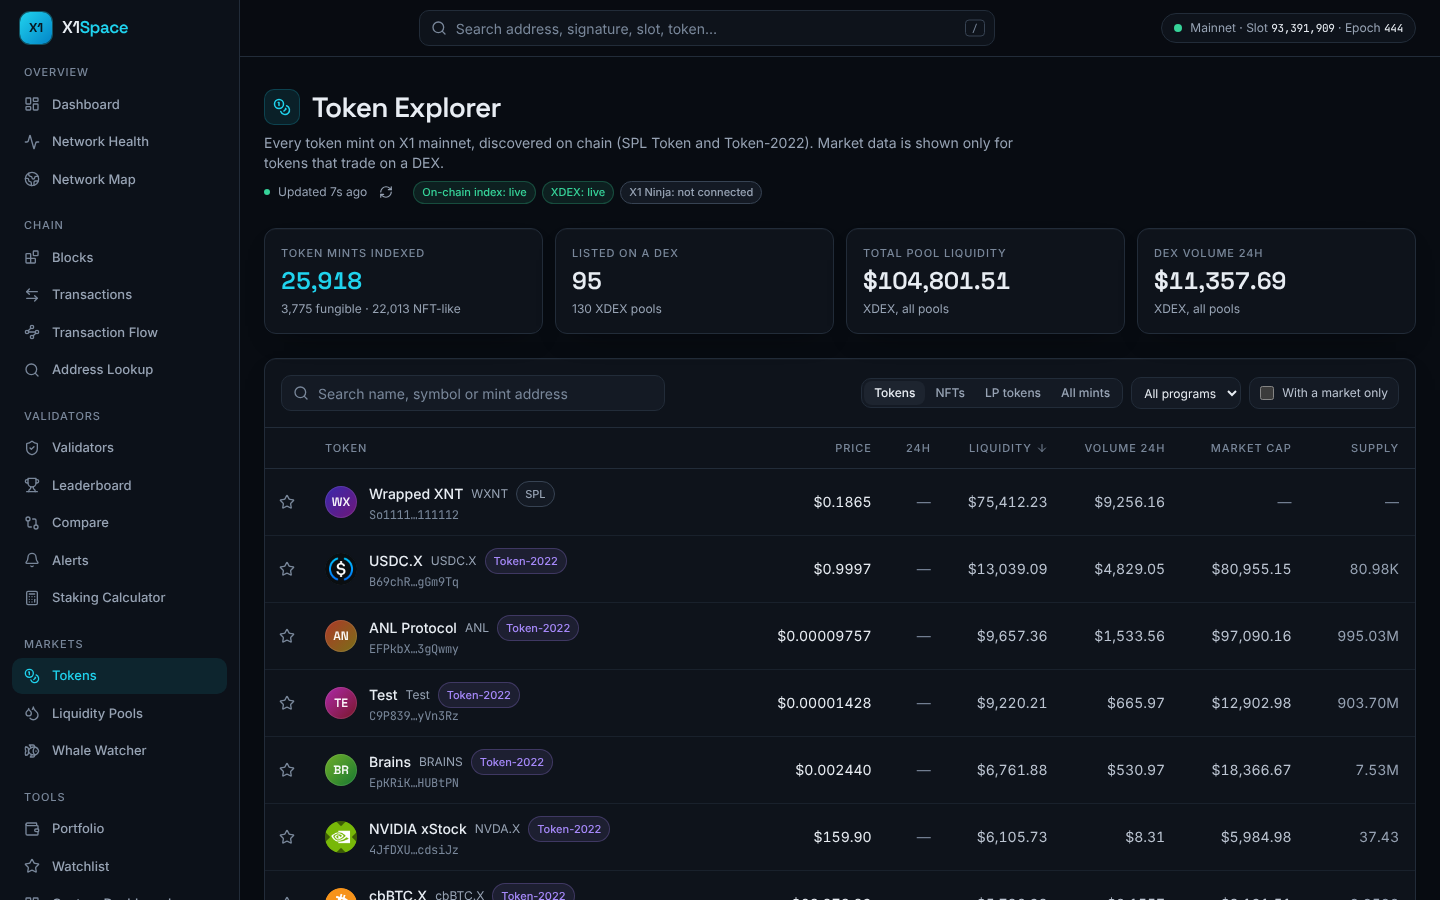 X1 X1Space
Search address, signature, slot, token... /
Mainnet · Slot 93,391,909 · Epoch 444
OVERVIEW
Dashboard
Network Health
Network Map
CHAIN
Blocks
Transactions
Transaction Flow
Address Lookup
VALIDATORS
Validators
Leaderboard
Compare
Alerts
Staking Calculator
MARKETS
Tokens
Liquidity Pools
Whale Watcher
TOOLS
Portfolio
Watchlist
Token Explorer
Every token mint on X1 mainnet, discovered on chain (SPL Token and Token-2022). Market data is shown only for
tokens that trade on a DEX.
Updated 7s ago On-chain index: live XDEX: live X1 Ninja: not connected
TOKEN MINTS INDEXED
25,918
3,775 fungible · 22,013 NFT-like
LISTED ON A DEX
95
130 XDEX pools
TOTAL POOL LIQUIDITY
$104,801.51
XDEX, all pools
DEX VOLUME 24H
$11,357.69
XDEX, all pools
Search name, symbol or mint address
Tokens NFTs LP tokens All mints All programs With a market only
TOKEN PRICE 24H LIQUIDITY ↓ VOLUME 24H MARKET CAP SUPPLY
WX Wrapped XNT WXNT SPL $0.1865 — $75,412.23 $9,256.16 — —
So1111…111112
USDC.X USDC.X Token-2022 $0.9997 — $13,039.09 $4,829.05 $80,955.15 80.98K
B69chR…gGm9Tq
AN ANL Protocol ANL Token-2022 $0.00009757 — $9,657.36 $1,533.56 $97,090.16 995.03M
EFPkbX…3gQwmy
TE Test Test Token-2022 $0.00001428 — $9,220.21 $665.97 $12,902.98 903.70M
C9P839…yVn3Rz
BR Brains BRAINS Token-2022 $0.002440 — $6,761.88 $530.97 $18,366.67 7.53M
EpKRiK…HUBtPN
NVIDIA xStock NVDA.X Token-2022 $159.90 — $6,105.73 $8.31 $5,984.98 37.43
4JfDXU…cdsiJz
cbBTC.X cbBTC.X Token-2022